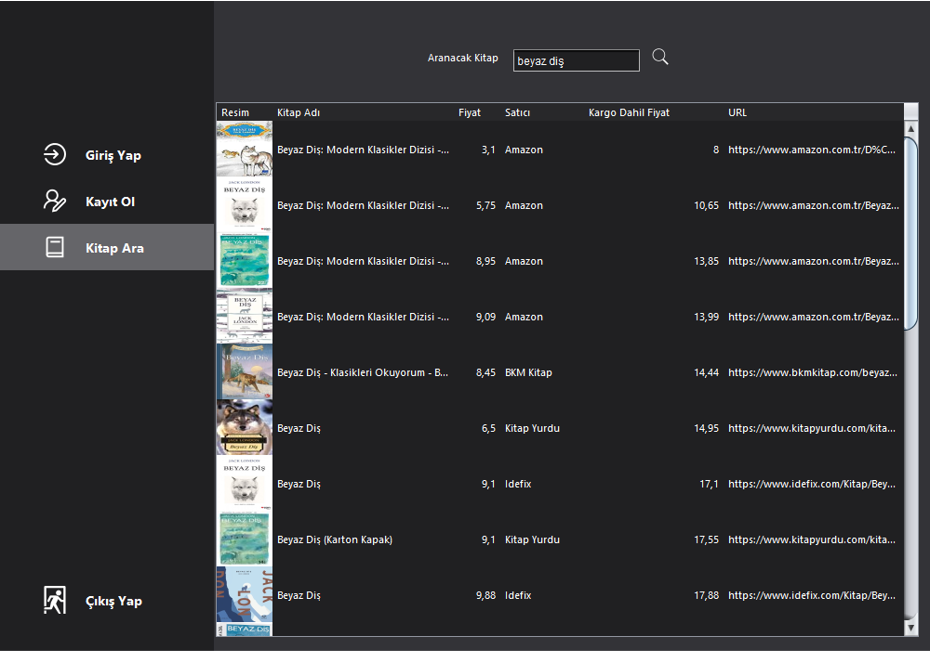 Aranacak Kitap beyaz diş
Giriş Yap
Kayıt Ol
Kitap Ara
Çıkış Yap
Resim Kitap Adı Fiyat Satıcı Kargo Dahil Fiyat URL
Beyaz Diş: Modern Klasikler Dizisi -... 3,1 Amazon 8 https://www.amazon.com.tr/D%C...
BEYAZ DİŞ
Beyaz Diş: Modern Klasikler Dizisi -... 5,75 Amazon 10,65 https://www.amazon.com.tr/Beyaz...
BEYAZ DİŞ
Beyaz Diş: Modern Klasikler Dizisi -... 8,95 Amazon 13,85 https://www.amazon.com.tr/Beyaz...
BEYAZ
DİŞ
JACK
LONDON
Beyaz Diş: Modern Klasikler Dizisi -... 9,09 Amazon 13,99 https://www.amazon.com.tr/Beyaz...
Beyaz Diş
Beyaz Diş - Klasikleri Okuyorum - B... 8,45 BKM Kitap 14,44 https://www.bkmkitap.com/beyaz...
JACK LONDON
Beyaz Diş
Beyaz Diş 6,5 Kitap Yurdu 14,95 https://www.kitapyurdu.com/kita...
JACK LONDON
BEYAZ DİŞ
Beyaz Diş 9,1 Idefix 17,1 https://www.idefix.com/Kitap/Bey...
BEYAZ DİŞ
Beyaz Diş (Karton Kapak) 9,1 Kitap Yurdu 17,55 https://www.kitapyurdu.com/kita...
JACK
LON
DON
Beyaz Diş 9,88 Idefix 17,88 https://www.idefix.com/Kitap/Bey...
BEYAZ DİŞ